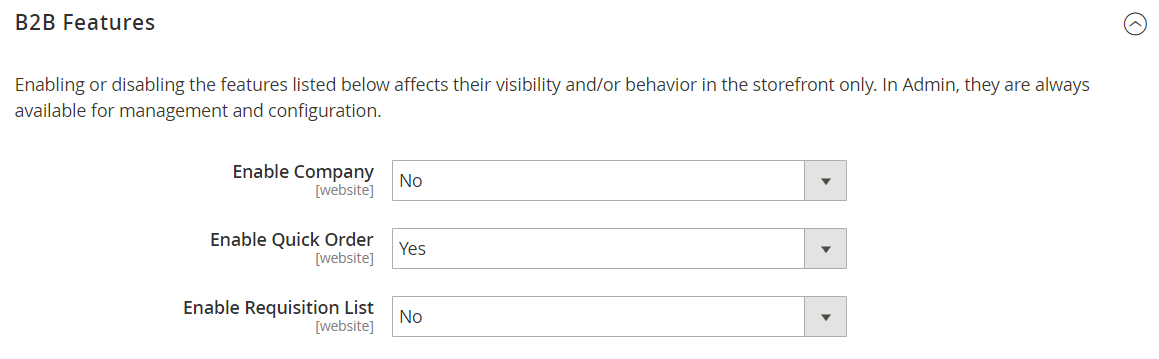 B2B Features
Enabling or disabling the features listed below affects their visibility and/or behavior in the storefront only. In Admin, they are always
available for management and configuration.
Enable Company
[website]
No
Enable Quick Order
[website]
Yes
Enable Requisition List
[website]
No